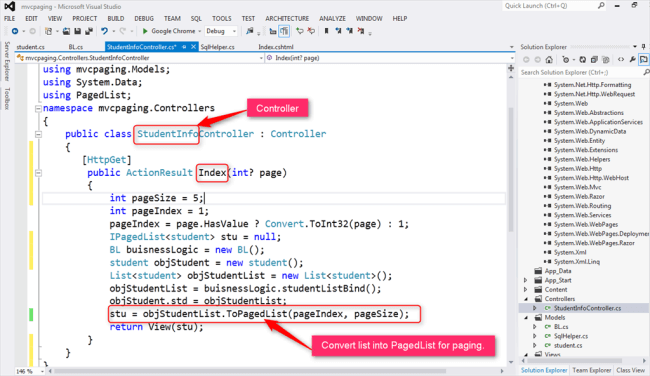 mvcpaging - Microsoft Visual Studio
FILE EDIT VIEW PROJECT BUILD DEBUG TEAM SQL TOOLS TEST ARCHITECTURE ANALYZE WINDOW HELP
Google Chrome Debug
student.cs BL.cs StudentInfoController.cs* SqlHelper.cs Index.cshtml
mvcpaging.Controllers.StudentInfoController Index(int? page)
using mvcpaging.Models;
using System.Data;
using PagedList;
namespace mvcpaging.Controllers
{
public class StudentInfoController : Controller
{
[HttpGet]
public ActionResult Index(int? page)
{
int pageSize = 5;
int pageIndex = 1;
pageIndex = page.HasValue ? Convert.ToInt32(page) : 1;
IPagedList<student> stu = null;
BL buisnessLogic = new BL();
student objStudent = new student();
List<student> objStudentList = new List<student>();
objStudentList = buisnessLogic.studentListBind();
objStudent.std = objStudentList;
stu = objStudentList.ToPagedList(pageIndex, pageSize);
return View(stu);
}
}
}
146 %
Controller
Convert list into PagedList for paging.
Server Explorer
Toolbox
Solution Explorer
Search Solution Explorer (Ctrl+;)
System.Net.Http.Formatting
System.Net.Http.WebRequest
System.Web
System.Web.Abstractions
System.Web.ApplicationServices
System.Web.DynamicData
System.Web.Entity
System.Web.Extensions
System.Web.Helpers
System.Web.Http
System.Web.Http.WebHost
System.Web.Mvc
System.Web.Razor
System.Web.Routing
System.Web.Services
System.Web.WebPages
System.Web.WebPages.Deployme
System.Web.WebPages.Razor
System.Xml
System.Xml.Linq
App_Data
App_Start
Content
Controllers
StudentInfoController.cs
Models
BL.cs
SqlHelper.cs
student.cs
Views
Solution Explorer Team Explorer Class View